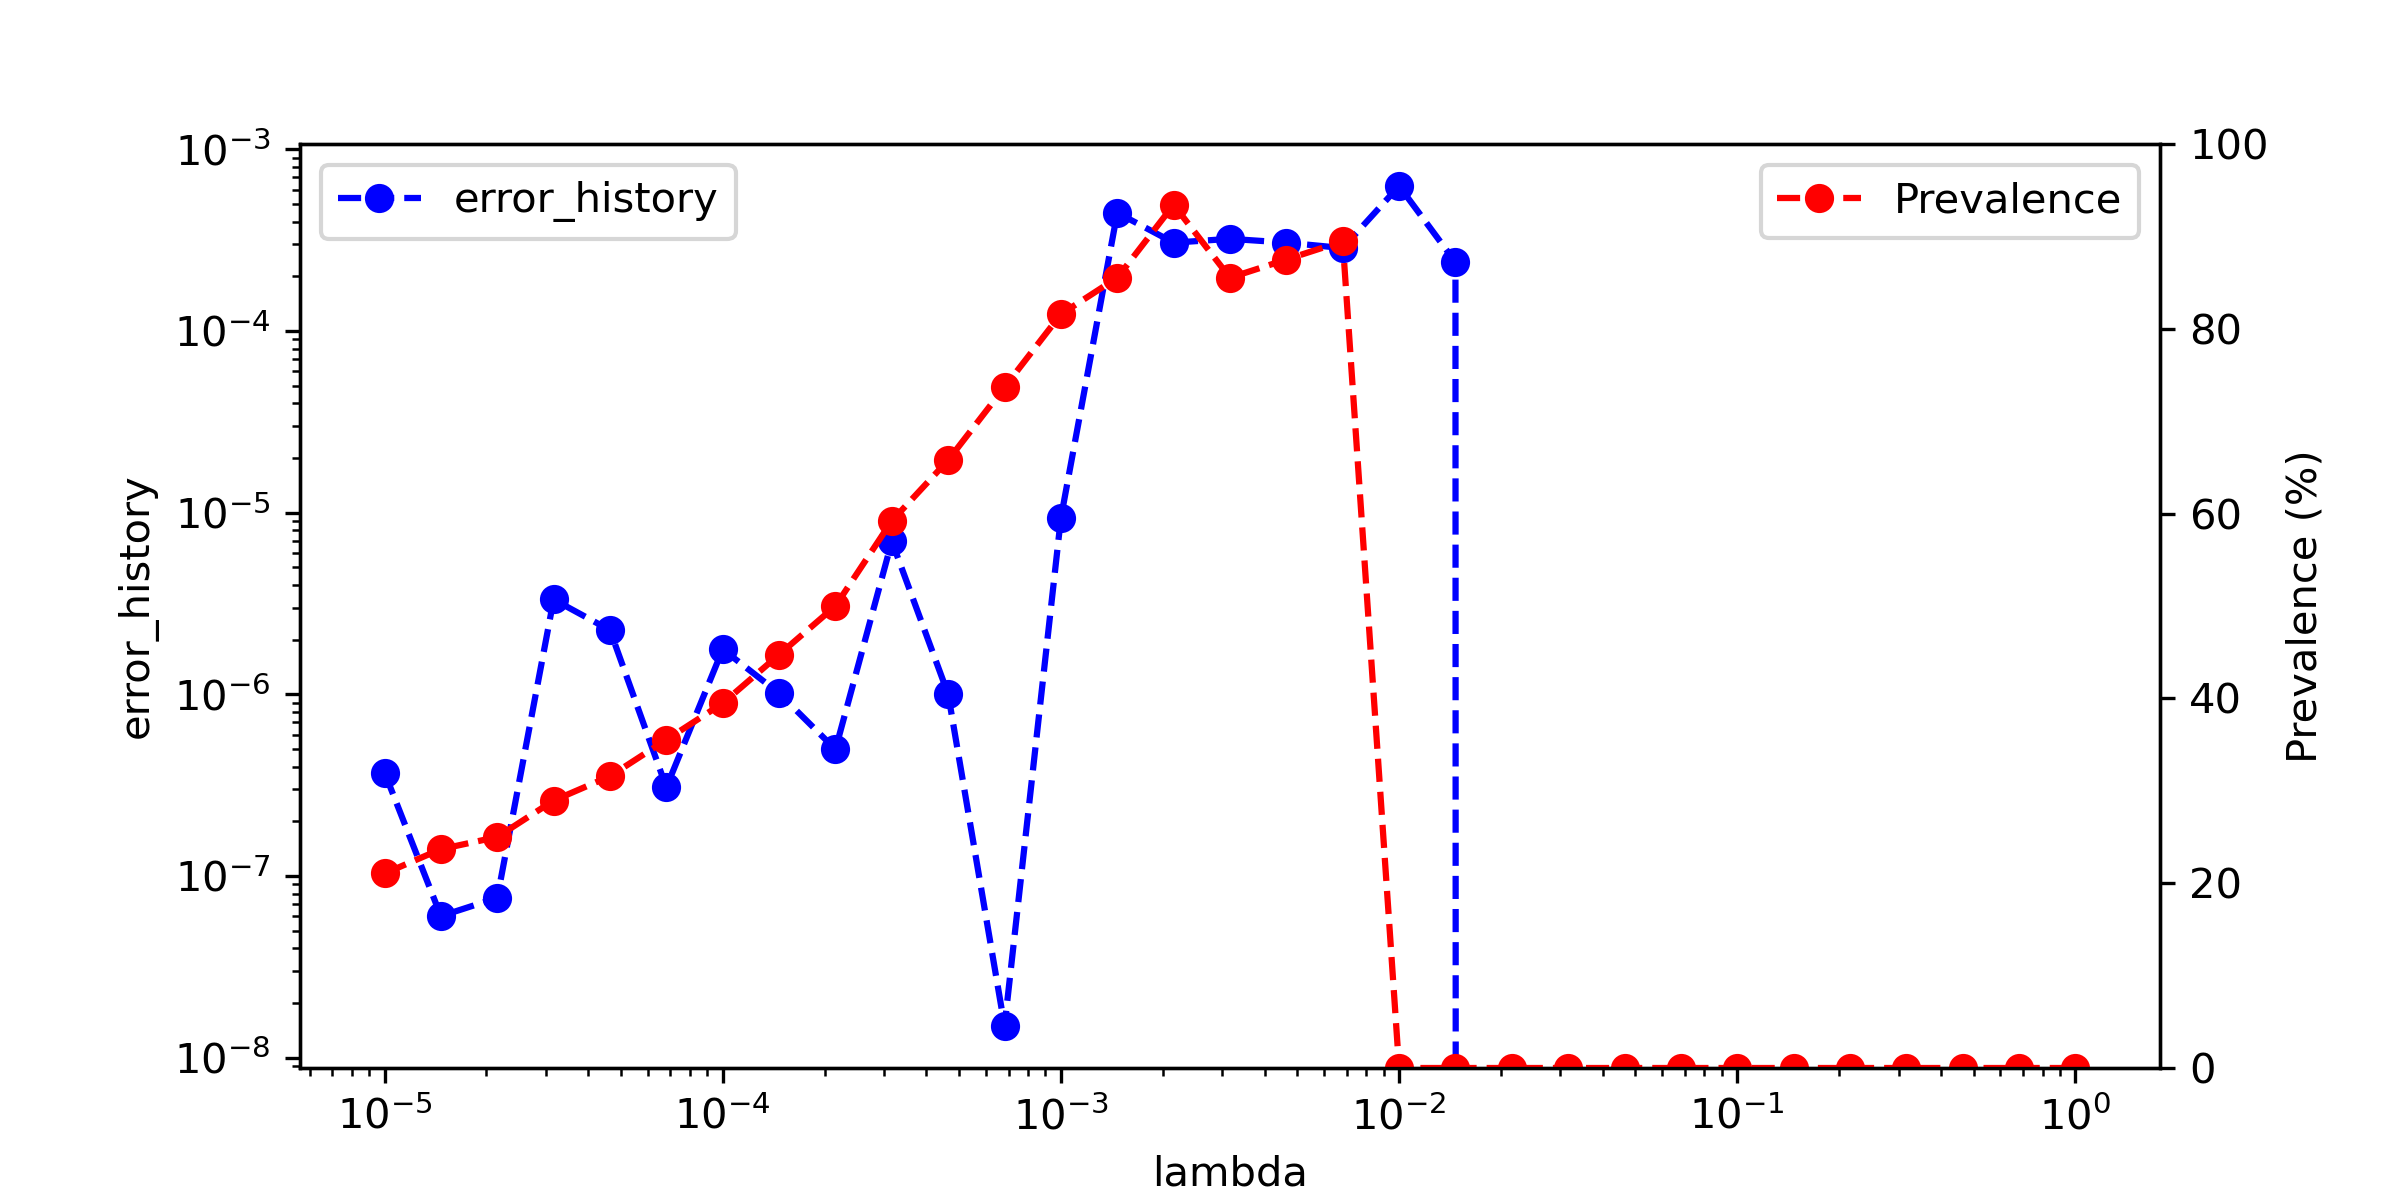 error_history
Prevalence
10⁻³
10⁻⁴
10⁻⁵
10⁻⁶
10⁻⁷
10⁻⁸
error_history
100
80
60
40
20
0
Prevalence (%)
10⁻⁵ 10⁻⁴ 10⁻³ 10⁻² 10⁻¹ 10⁰
lambda